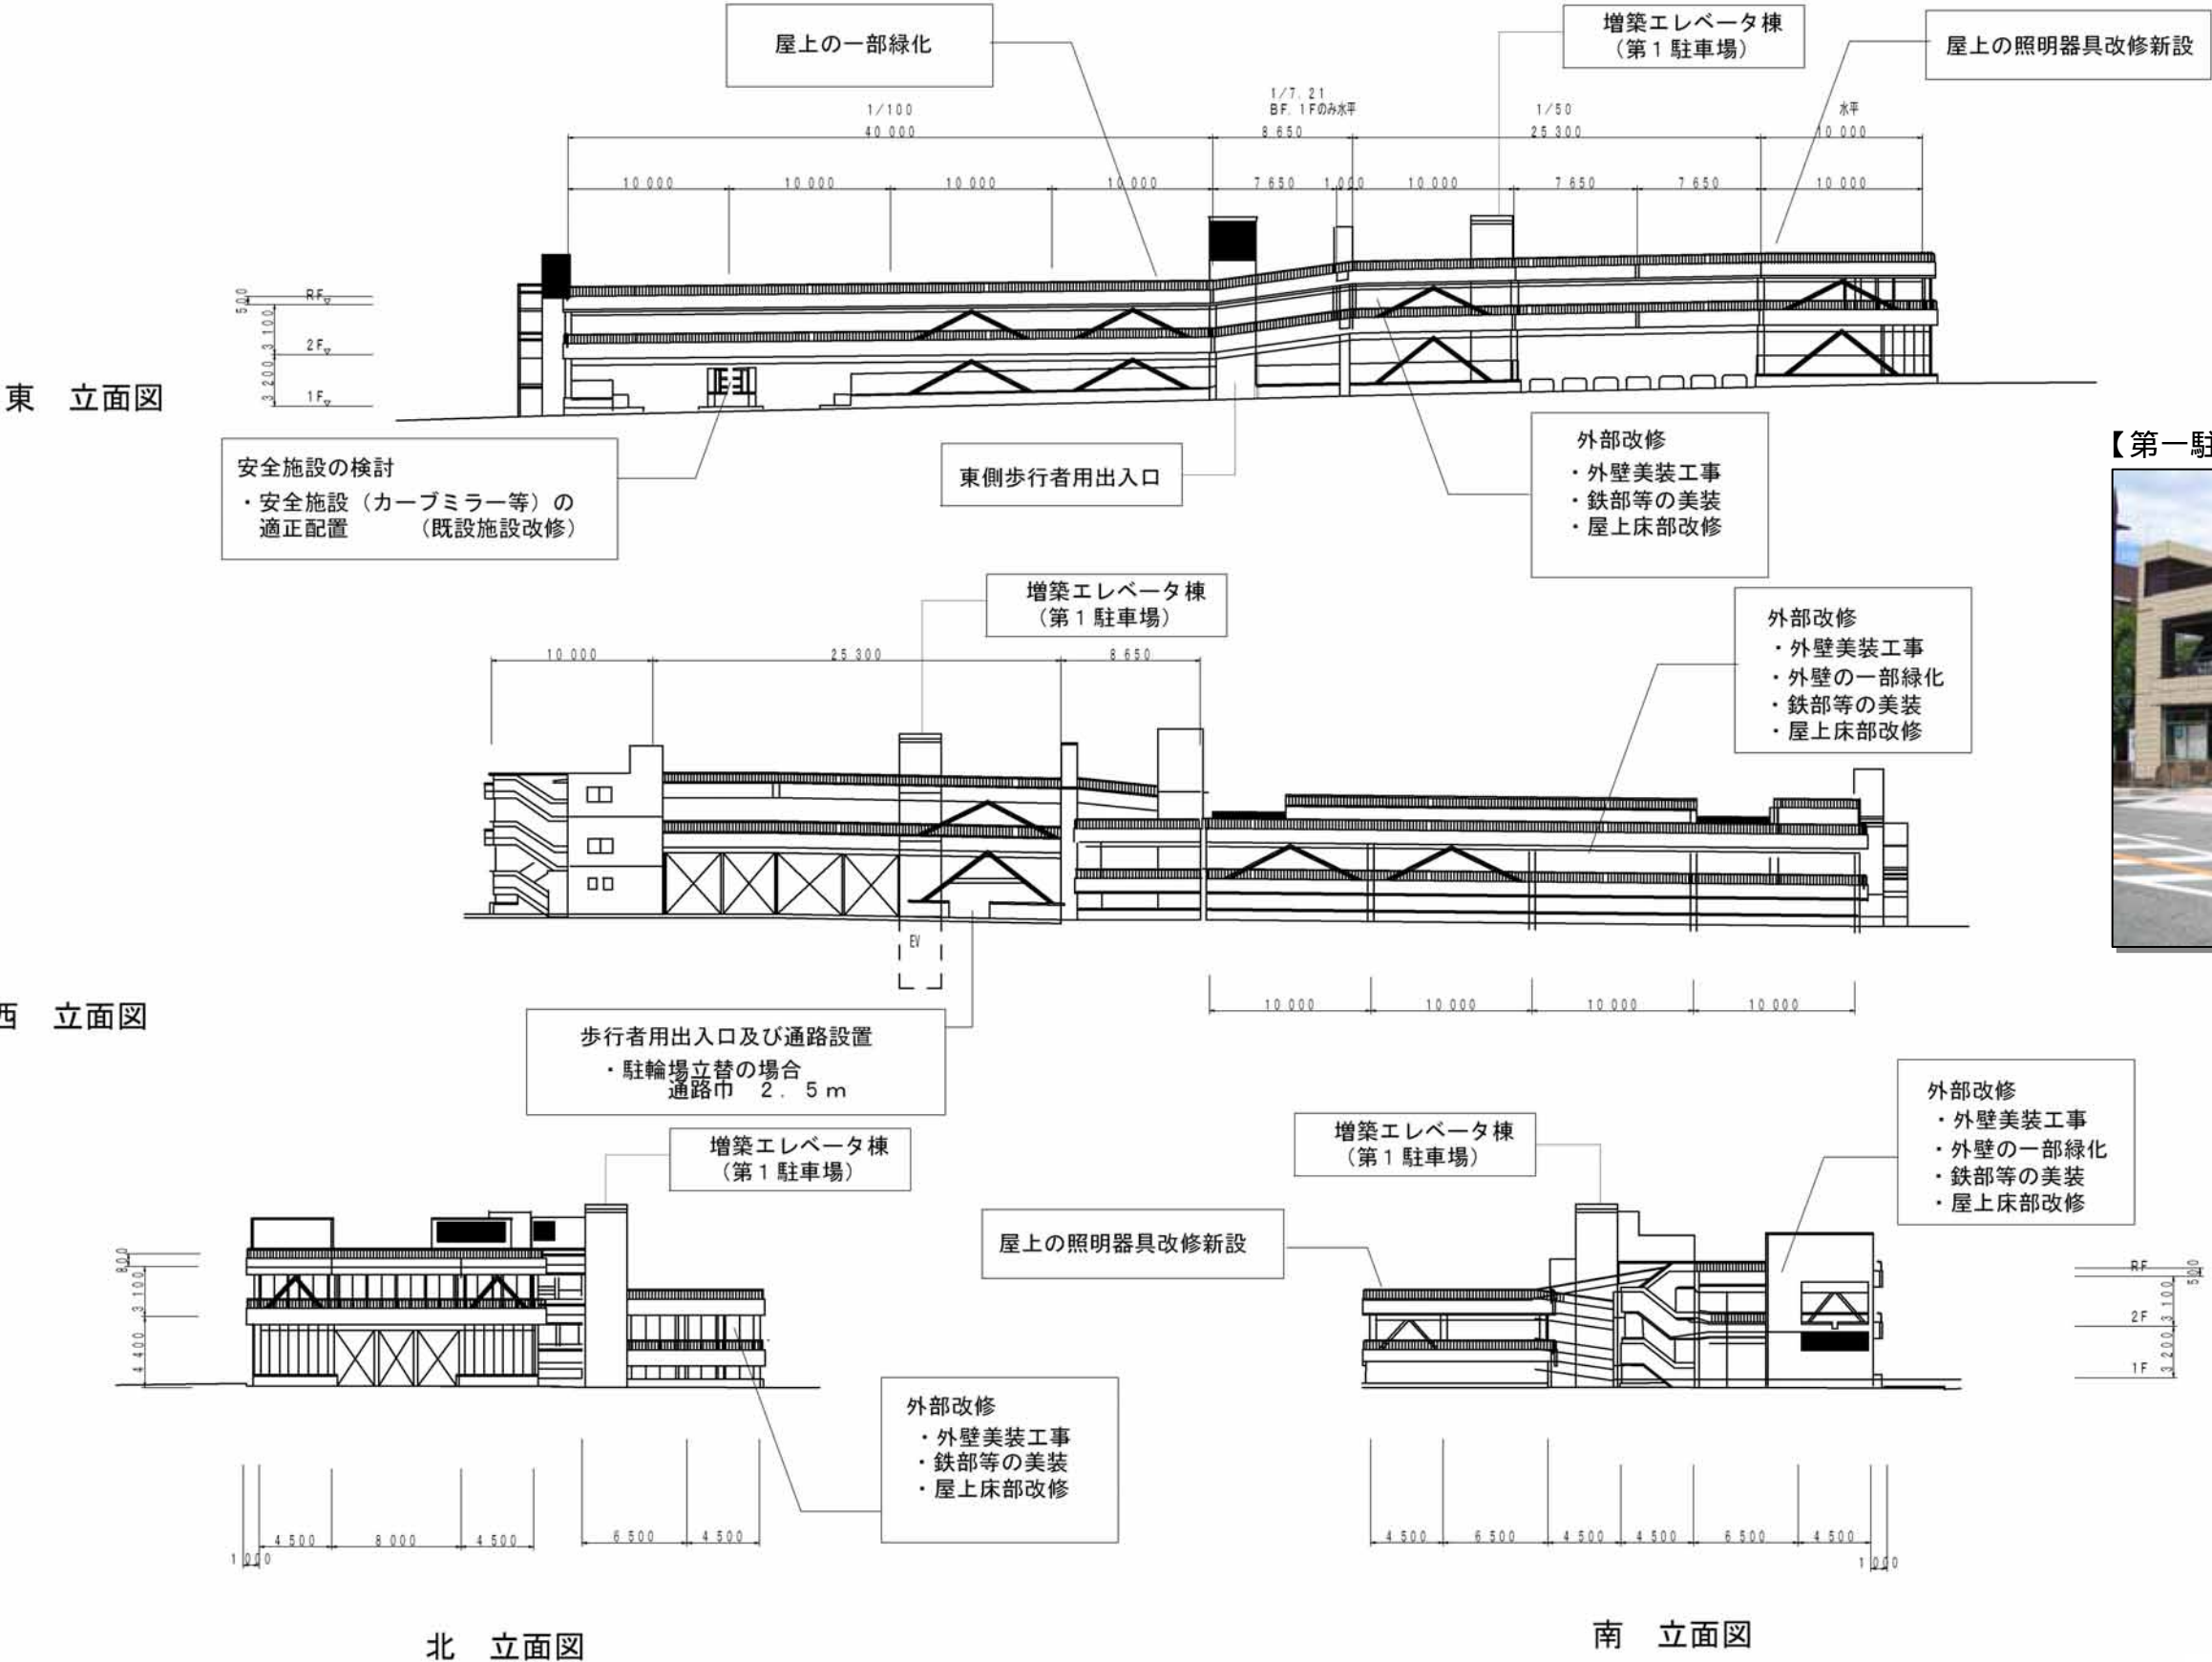 屋上の一部緑化
増築エレベータ棟
（第１駐車場）
屋上の照明器具改修新設
1/100
40 000
1/7.21
BF.1Fのみ水平
8 650
1/50
25 300
水平
10 000
10 000
10 000
10 000
10 000
7 650
1 000
10 000
7 650
7 650
10 000
500
RF
3 100
2F
3 200
1F
東　立面図
安全施設の検討
・安全施設（カーブミラー等）の
適正配置　（既設施設改修）
東側歩行者用出入口
外部改修
・外壁美装工事
・鉄部等の美装
・屋上床部改修
【第一駐
増築エレベータ棟
（第１駐車場）
10 000
25 300
8 650
外部改修
・外壁美装工事
・外壁の一部緑化
・鉄部等の美装
・屋上床部改修
EV
10 000
10 000
10 000
10 000
西　立面図
歩行者用出入口及び通路設置
・駐輪場立替の場合
通路巾　２．５ｍ
増築エレベータ棟
（第１駐車場）
800
3 100
4 400
外部改修
・外壁美装工事
・鉄部等の美装
・屋上床部改修
1 000
4 500
8 000
4 500
6 500
4 500
北　立面図
増築エレベータ棟
（第１駐車場）
屋上の照明器具改修新設
外部改修
・外壁美装工事
・外壁の一部緑化
・鉄部等の美装
・屋上床部改修
RF
500
3 100
2F
3 200
1F
4 500
6 500
4 500
4 500
6 500
4 500
1 000
南　立面図